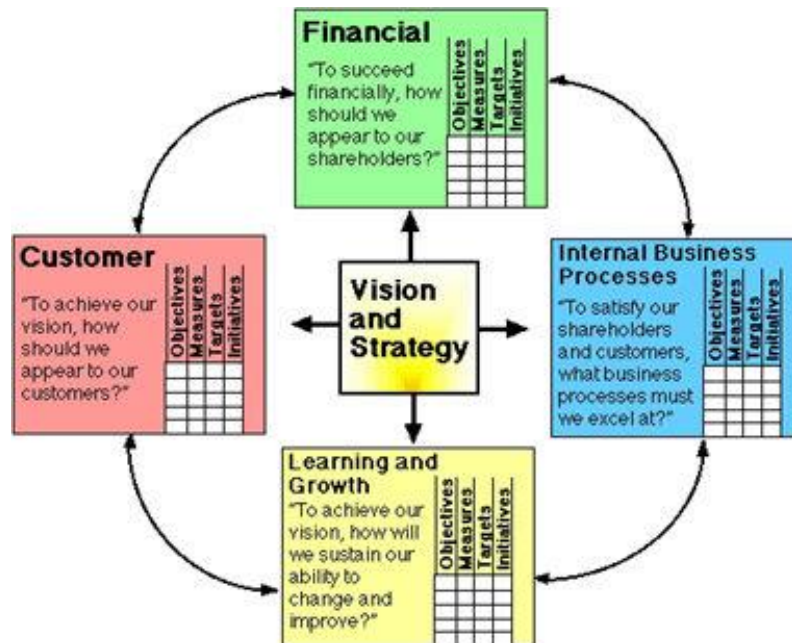 Financial
"To succeed
financially, how
should we
appear to our
shareholders?"
Objectives
Measures
Targets
Initiatives
Customer
"To achieve our
vision, how
should we
appear to our
customers?"
Objectives
Measures
Targets
Initiatives
Vision
and
Strategy
Internal Business
Processes
"To satisfy our
shareholders
and customers,
what business
processes must
we excel at?"
Objectives
Measures
Targets
Initiatives
Learning and
Growth
"To achieve our
vision, how will
we sustain our
ability to
change and
improve?"
Objectives
Measures
Targets
Initiatives